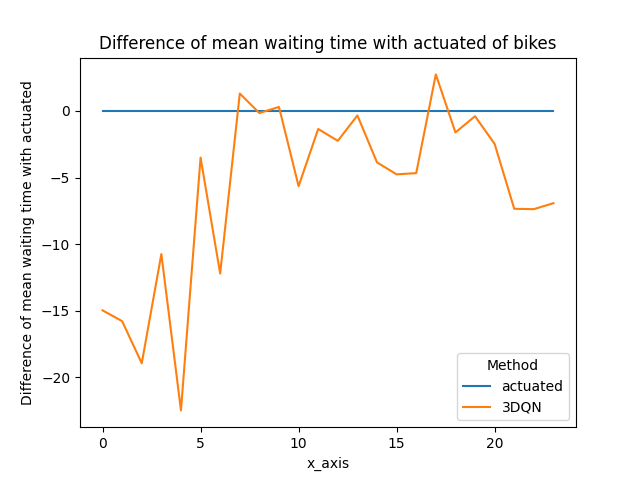 Difference of mean waiting time with actuated of bikes
Difference of mean waiting time with actuated
0
−5
−10
−15
−20
0 5 10 15 20
x_axis
Method
actuated
3DQN